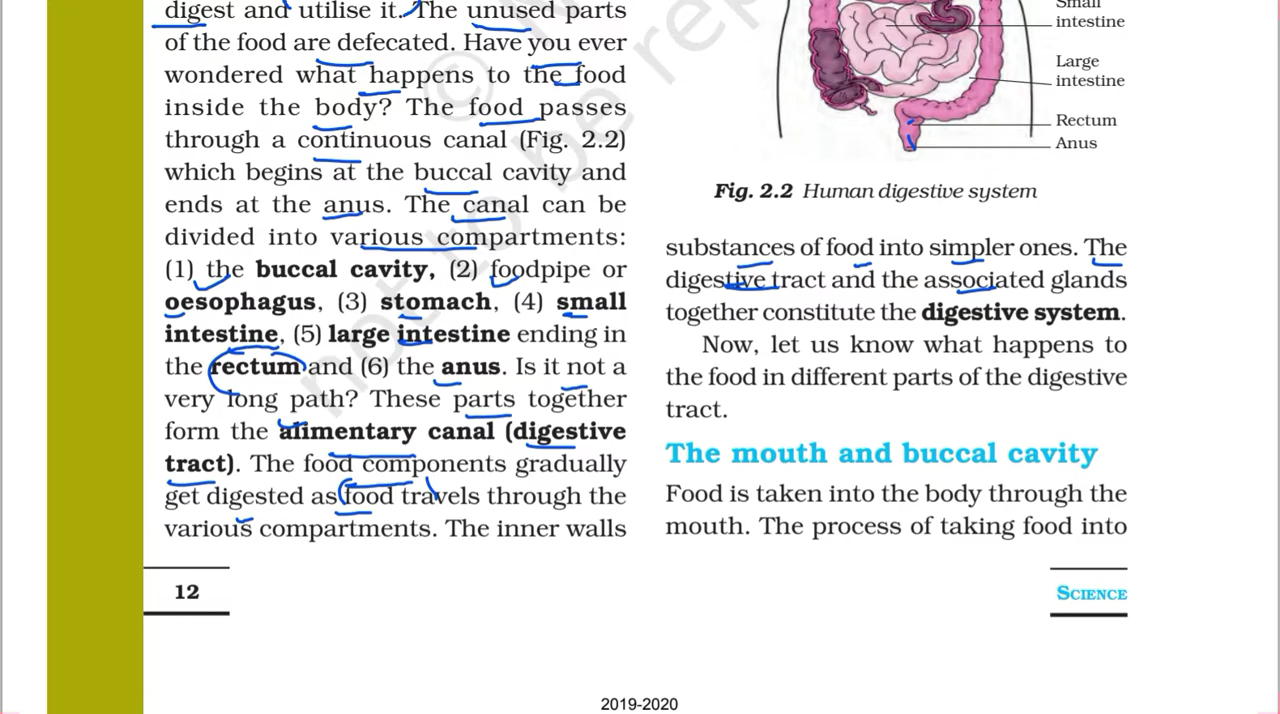 digest and utilise it. The unused parts
of the food are defecated. Have you ever
wondered what happens to the food
inside the body? The food passes
through a continuous canal (Fig. 2.2)
which begins at the buccal cavity and
ends at the anus. The canal can be
divided into various compartments:
(1) the buccal cavity, (2) foodpipe or
oesophagus, (3) stomach, (4) small
intestine, (5) large intestine ending in
the rectum and (6) the anus. Is it not a
very long path? These parts together
form the alimentary canal (digestive
tract). The food components gradually
get digested as food travels through the
various compartments. The inner walls
12
Small
intestine
Large
intestine
Rectum
Anus
Fig. 2.2 Human digestive system
substances of food into simpler ones. The
digestive tract and the associated glands
together constitute the digestive system.
Now, let us know what happens to
the food in different parts of the digestive
tract.
The mouth and buccal cavity
Food is taken into the body through the
mouth. The process of taking food into
SCIENCE
2019-2020